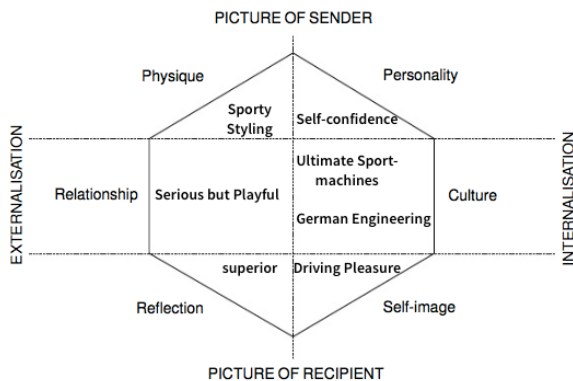 PICTURE OF SENDER
Physique
Personality
Sporty
Styling
Self-confidence
EXTERNALISATION
Relationship
Serious but Playful
Ultimate Sport-
machines
German Engineering
Culture
INTERNALISATION
superior
Driving Pleasure
Reflection
Self-image
PICTURE OF RECIPIENT